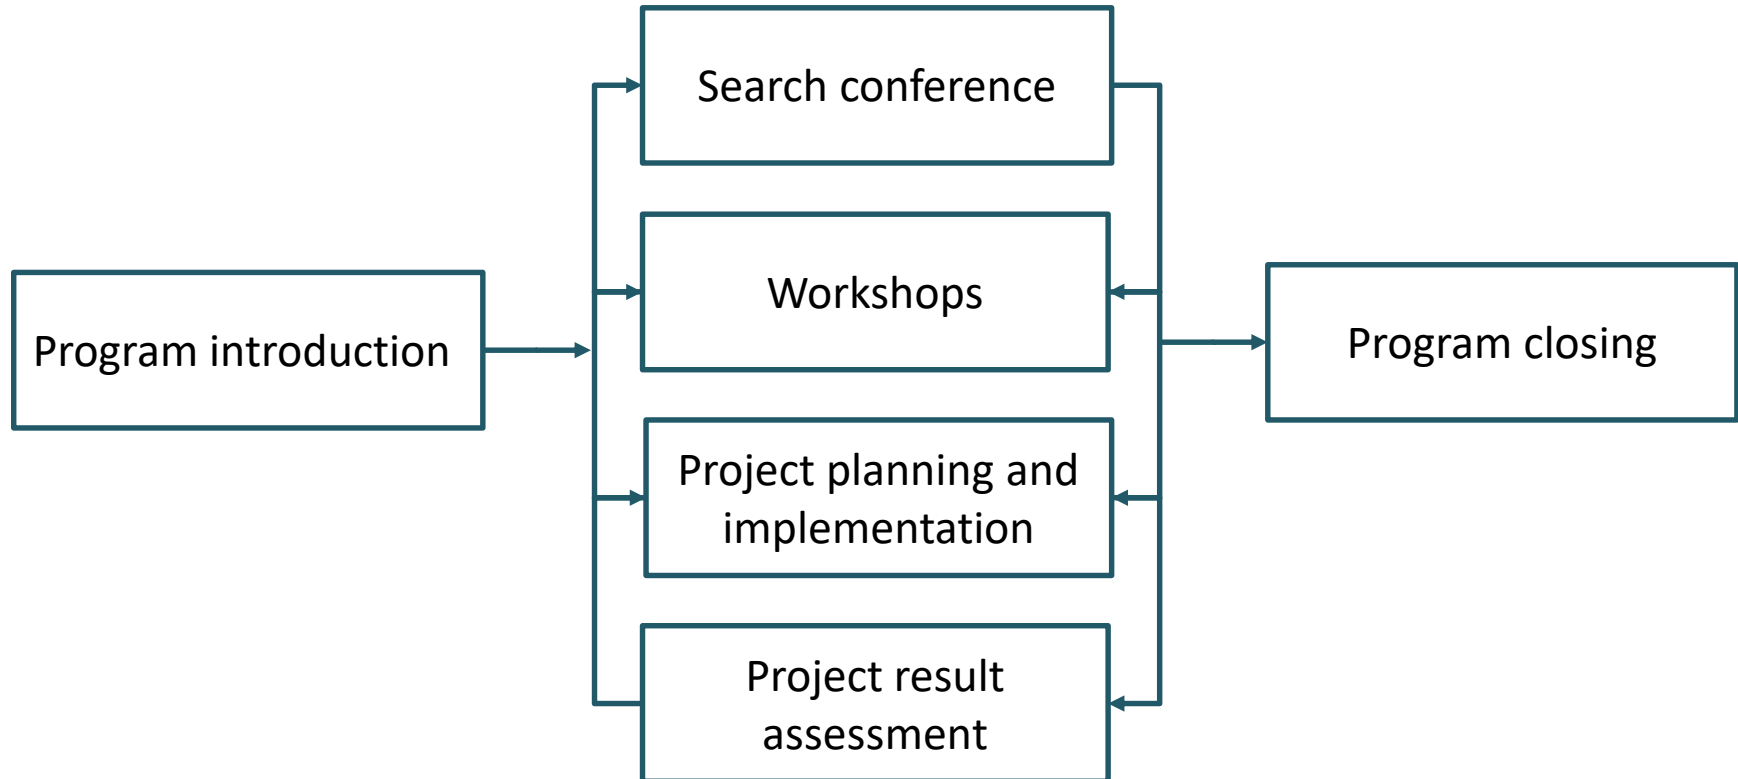 Search conference
Workshops
Program introduction
Program closing
Project planning and
implementation
Project result
assessment